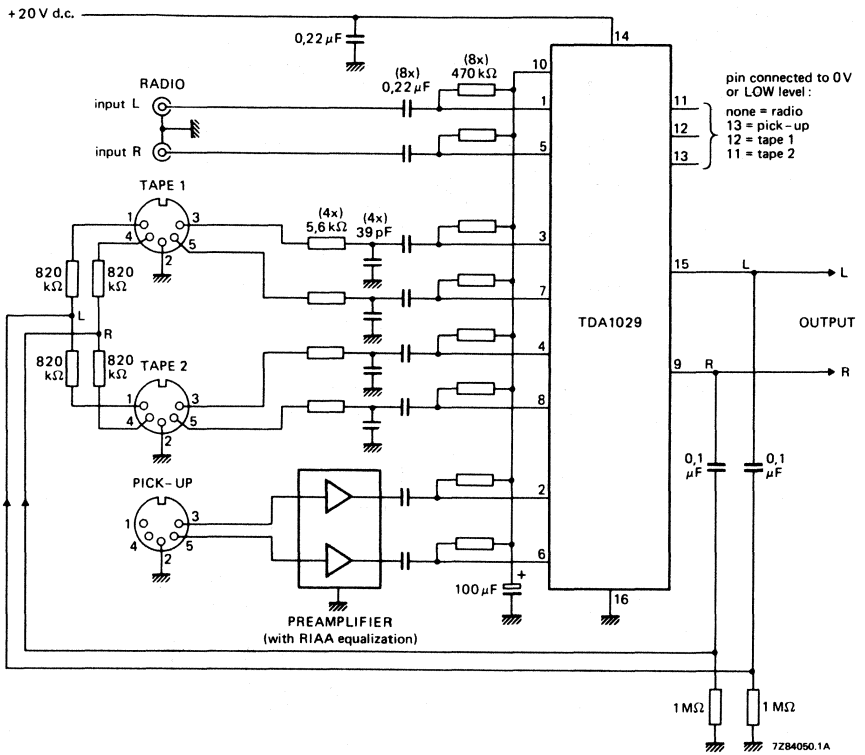 +20V d.c.
14
0,22 µF
(8x)
470 kΩ
(8x)
0,22 µF
10
pin connected to 0V
or LOW level:
RADIO
input L
1
11
none = radio
13 = pick-up
12
12 = tape 1
13
11 = tape 2
input R
5
TAPE 1
1
3
4
5
2
(4x)
5,6 kΩ
(4x)
39 pF
3
820
kΩ
820
kΩ
7
15
L
L
TDA1029
OUTPUT
L
R
4
9
R
R
820
kΩ
820
kΩ
TAPE 2
1
3
4
5
2
8
0,1
µF
0,1
µF
PICK-UP
1
3
4
5
2
2
6
100 µF
+
16
PREAMPLIFIER
(with RIAA equalization)
1 MΩ
1 MΩ
7Z84050.1A